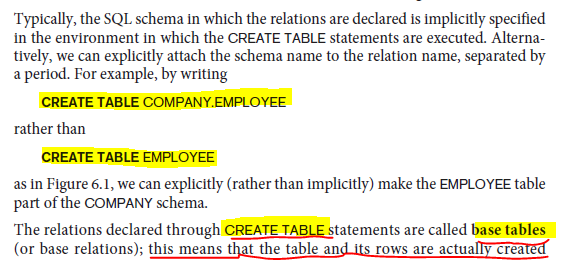 Typically, the SQL schema in which the relations are declared is implicitly specified
in the environment in which the CREATE TABLE statements are executed. Alterna-
tively, we can explicitly attach the schema name to the relation name, separated by
a period. For example, by writing
CREATE TABLE COMPANY.EMPLOYEE
rather than
CREATE TABLE EMPLOYEE
as in Figure 6.1, we can explicitly (rather than implicitly) make the EMPLOYEE table
part of the COMPANY schema.
The relations declared through CREATE TABLE statements are called base tables
(or base relations); this means that the table and its rows are actually created